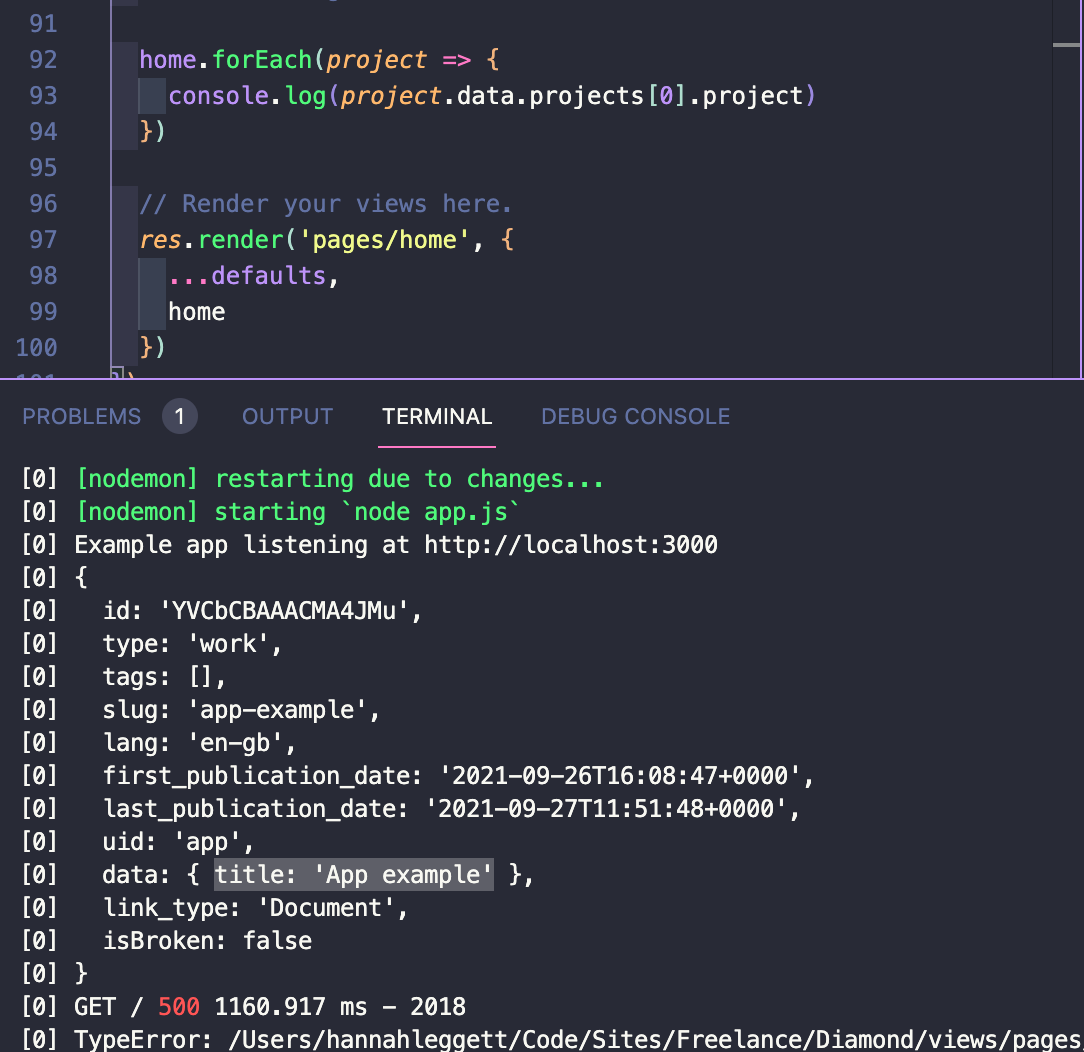 91
92 home.forEach(project => {
93 console.log(project.data.projects[0].project)
94 })
95
96 // Render your views here.
97 res.render('pages/home', {
98 ...defaults,
99 home
100 })
PROBLEMS 1 OUTPUT TERMINAL DEBUG CONSOLE
[0] [nodemon] restarting due to changes...
[0] [nodemon] starting `node app.js`
[0] Example app listening at http://localhost:3000
[0] {
[0] id: 'YVCbCBAAACMA4JMu',
[0] type: 'work',
[0] tags: [],
[0] slug: 'app-example',
[0] lang: 'en-gb',
[0] first_publication_date: '2021-09-26T16:08:47+0000',
[0] last_publication_date: '2021-09-27T11:51:48+0000',
[0] uid: 'app',
[0] data: { title: 'App example' },
[0] link_type: 'Document',
[0] isBroken: false
[0] }
[0] GET / 500 1160.917 ms - 2018
[0] TypeError: /Users/hannahleggett/Code/Sites/Freelance/Diamond/views/pages